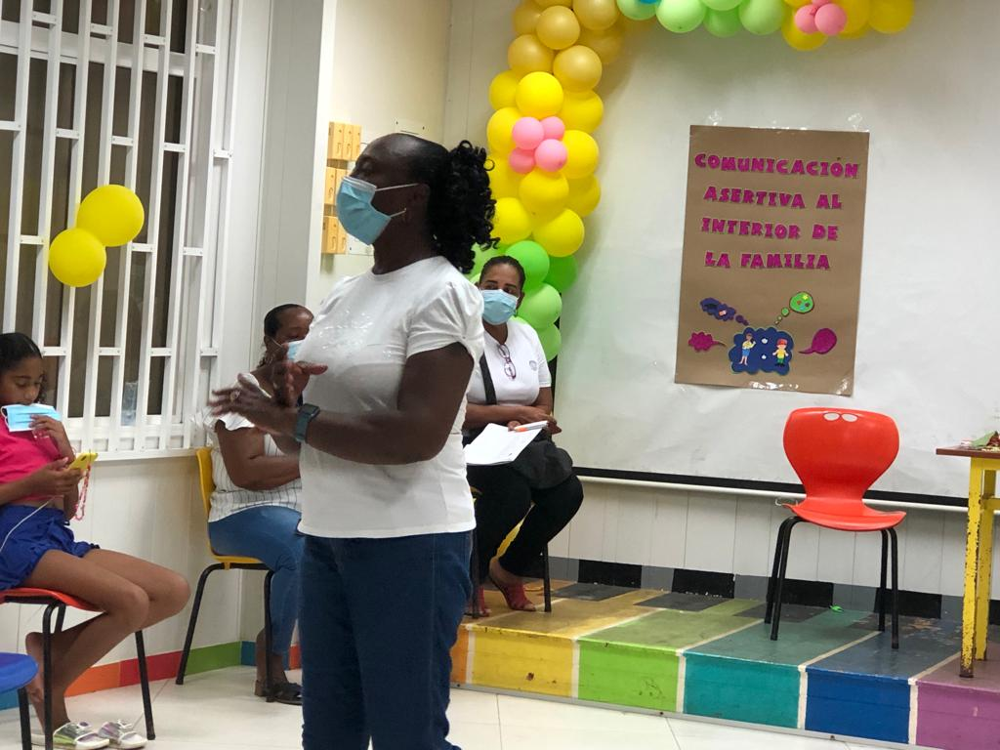 COMUNICACIÓN
ASERTIVA AL
INTERIOR DE
LA FAMILIA